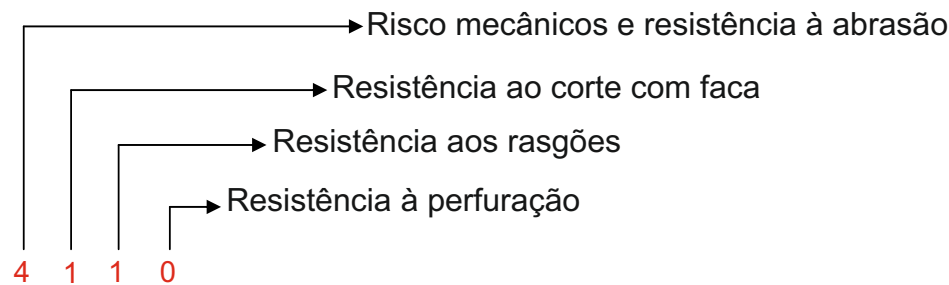 Risco mecânicos e resistência à abrasão
Resistência ao corte com faca
Resistência aos rasgões
Resistência à perfuração
4 1 1 0